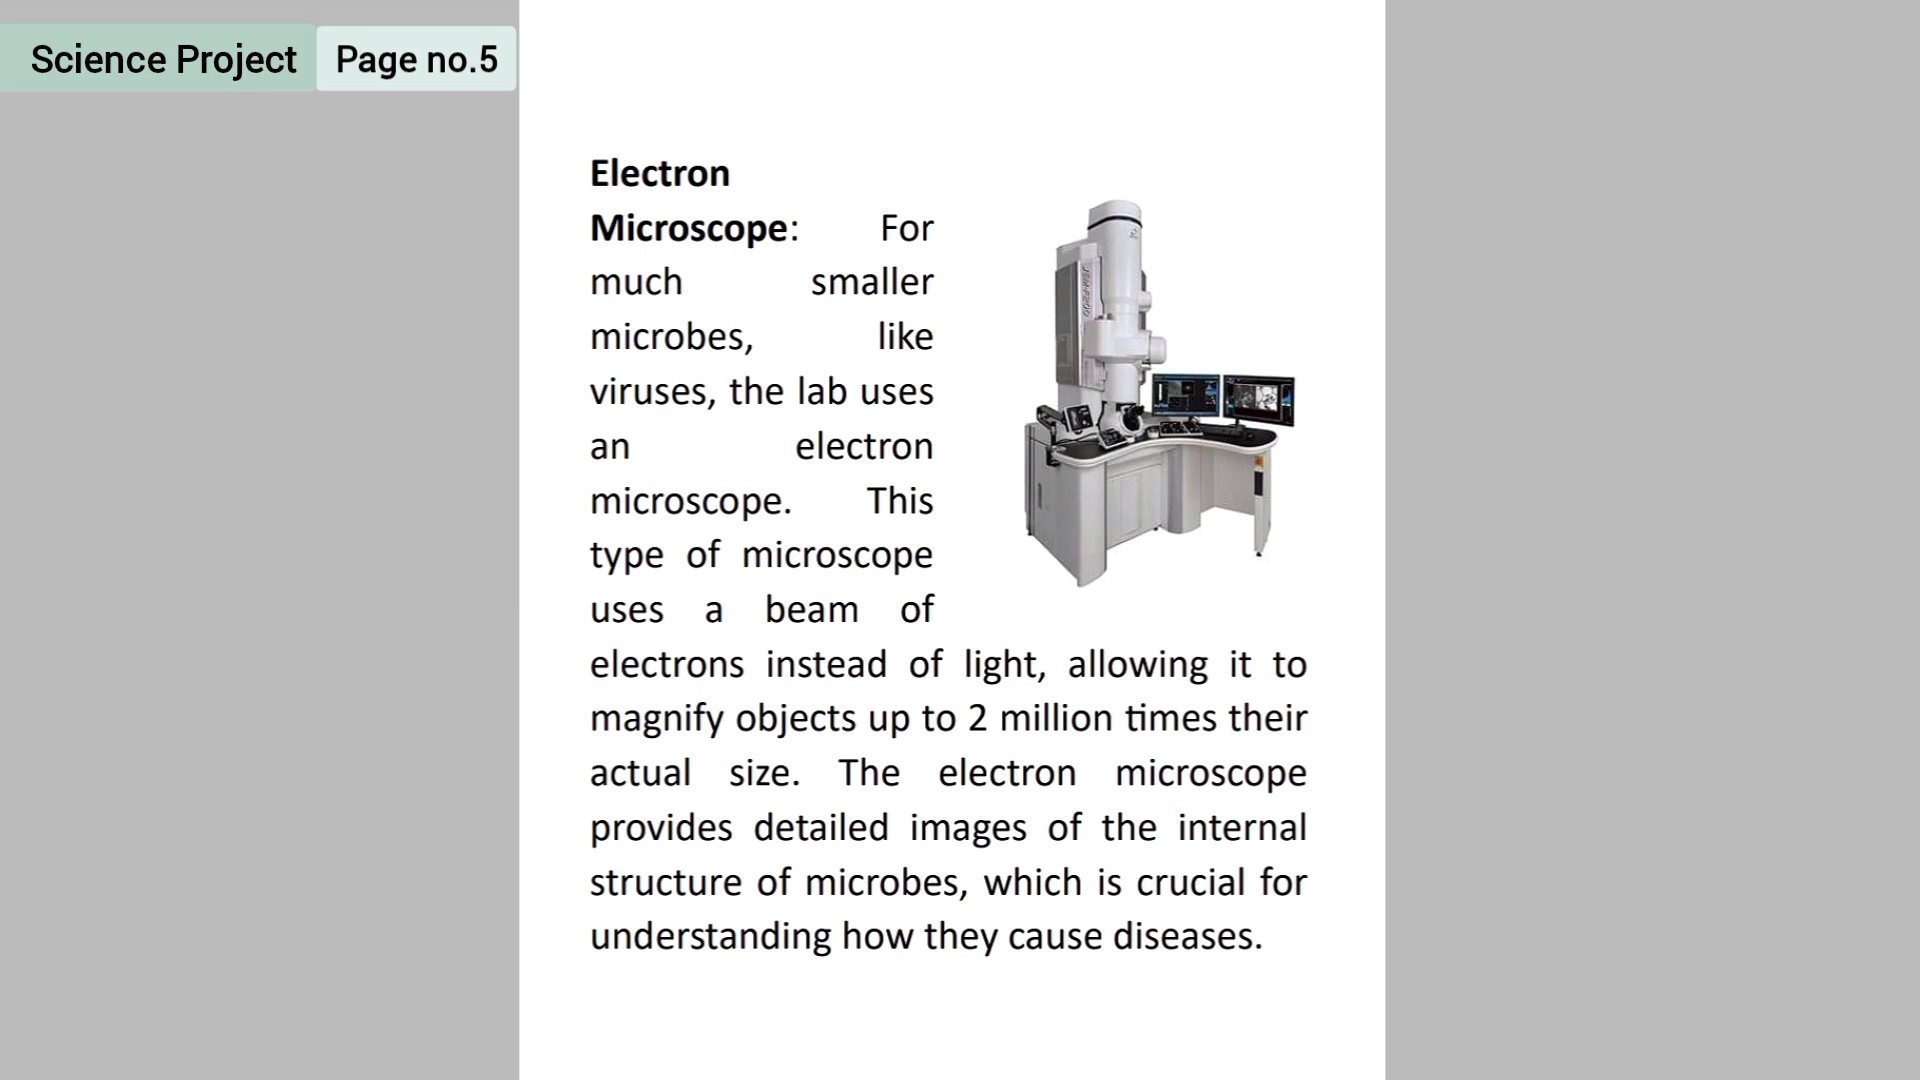 Science Project
Page no.5
Electron
Microscope: For
much smaller
microbes, like
viruses, the lab uses
an electron
microscope. This
type of microscope
uses a beam of
electrons instead of light, allowing it to
magnify objects up to 2 million times their
actual size. The electron microscope
provides detailed images of the internal
structure of microbes, which is crucial for
understanding how they cause diseases.